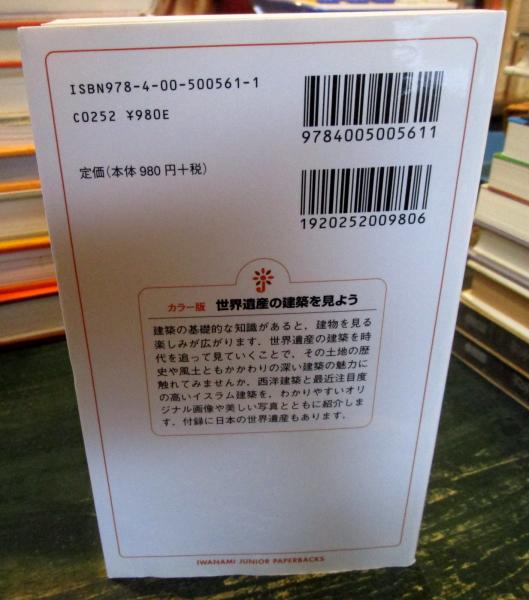 ISBN978-4-00-500561-1
C0252 ¥980E
9784005005611
定価(本体 980 円+税)
1920252009806
カラー版 世界遺産の建築を見よう
建築の基礎的な知識があると,建物を見る
楽しみが広がります.世界遺産の建築を時
代を追って見ていくことで,その土地の歴
史や風土ともかかわりの深い建築の魅力に
触れてみませんか.西洋建築と最近注目度
の高いイスラム建築を,わかりやすいオリ
ジナル画像や美しい写真とともに紹介しま
す.付録に日本の世界遺産もあります.
IWANAMI JUNIOR PAPERBACKS